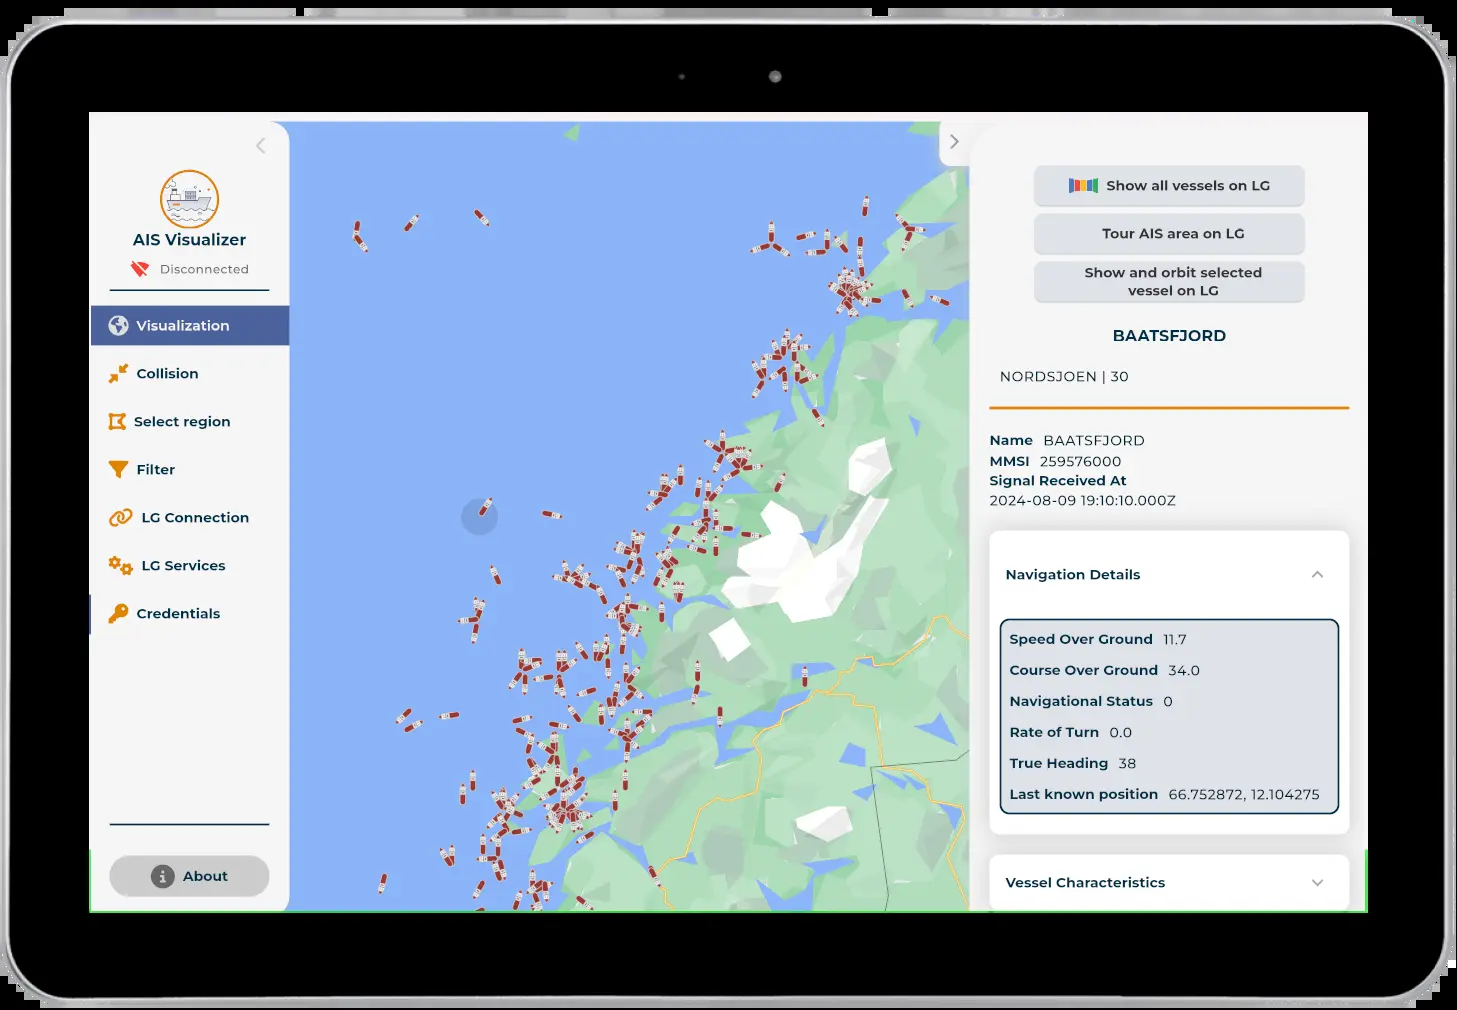 AIS Visualizer
Disconnected
Visualization
Collision
Select region
Filter
LG Connection
LG Services
Credentials
About
Show all vessels on LG
Tour AIS area on LG
Show and orbit selected
vessel on LG
BAATSFJORD
NORDSJOEN | 30
Name BAATSFJORD
MMSI 259576000
Signal Received At
2024-08-09 19:10:10.000Z
Navigation Details
Speed Over Ground 11.7
Course Over Ground 34.0
Navigational Status 0
Rate of Turn 0.0
True Heading 38
Last known position 66.752872, 12.104275
Vessel Characteristics